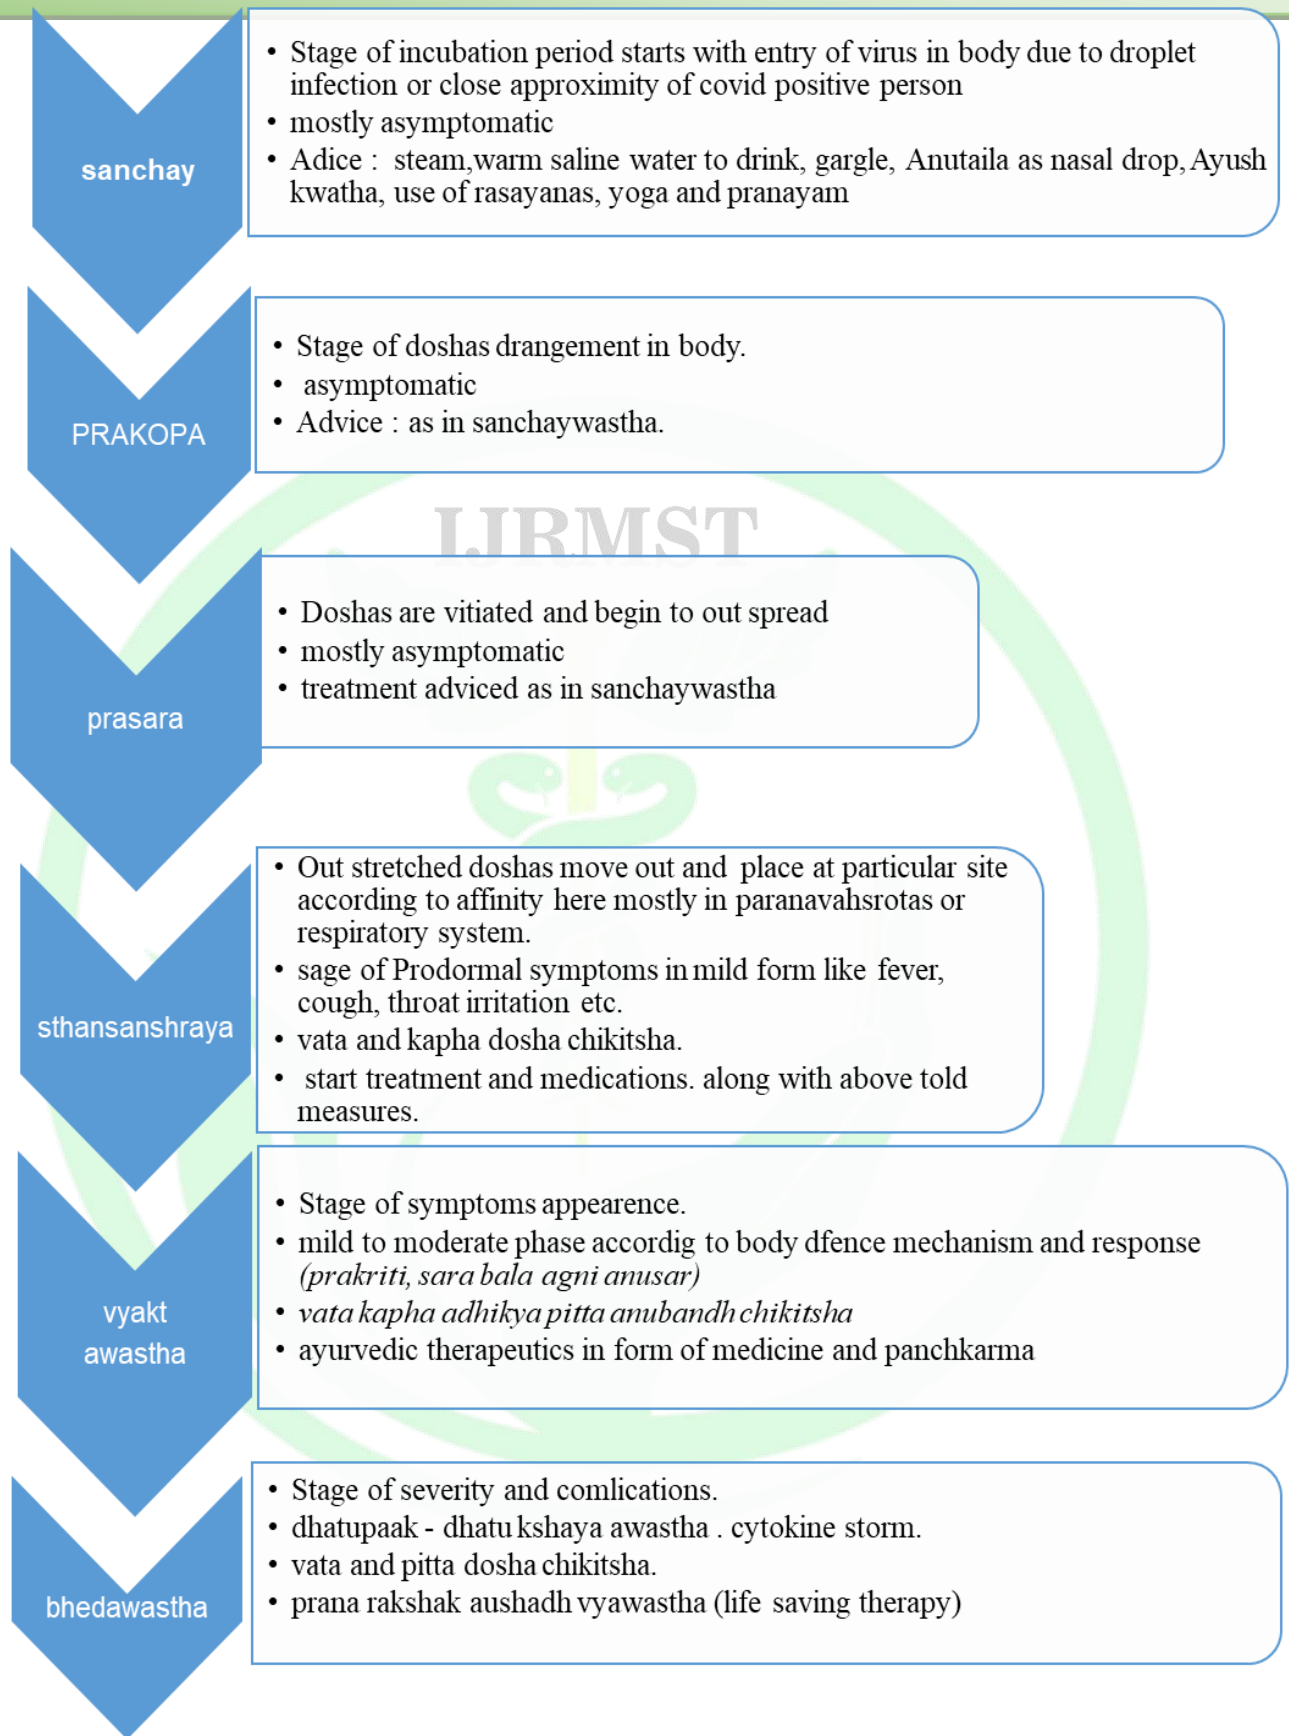 sanchay
• Stage of incubation period starts with entry of virus in body due to droplet
infection or close approximity of covid positive person
• mostly asymptomatic
• Adice : steam,warm saline water to drink, gargle, Anutaila as nasal drop, Ayush
kwatha, use of rasayanas, yoga and pranayam
PRAKOPA
• Stage of doshas drangement in body.
• asymptomatic
• Advice : as in sanchaywastha.
IJRMST
prasara
• Doshas are vitiated and begin to out spread
• mostly asymptomatic
• treatment adviced as in sanchaywastha
sthansanshraya
• Out stretched doshas move out and place at particular site
according to affinity here mostly in paranavahsrotas or
respiratory system.
• sage of Prodormal symptoms in mild form like fever,
cough, throat irritation etc.
• vata and kapha dosha chikitsha.
• start treatment and medications. along with above told
measures.
vyakt
awastha
• Stage of symptoms appearence.
• mild to moderate phase accordig to body dfence mechanism and response
(prakriti, sara bala agni anusar)
• vata kapha adhikya pitta anubandh chikitsha
• ayurvedic therapeutics in form of medicine and panchkarma
bhedawastha
• Stage of severity and comlications.
• dhatupaak - dhatu kshaya awastha . cytokine storm.
• vata and pitta dosha chikitsha.
• prana rakshak aushadh vyawastha (life saving therapy)